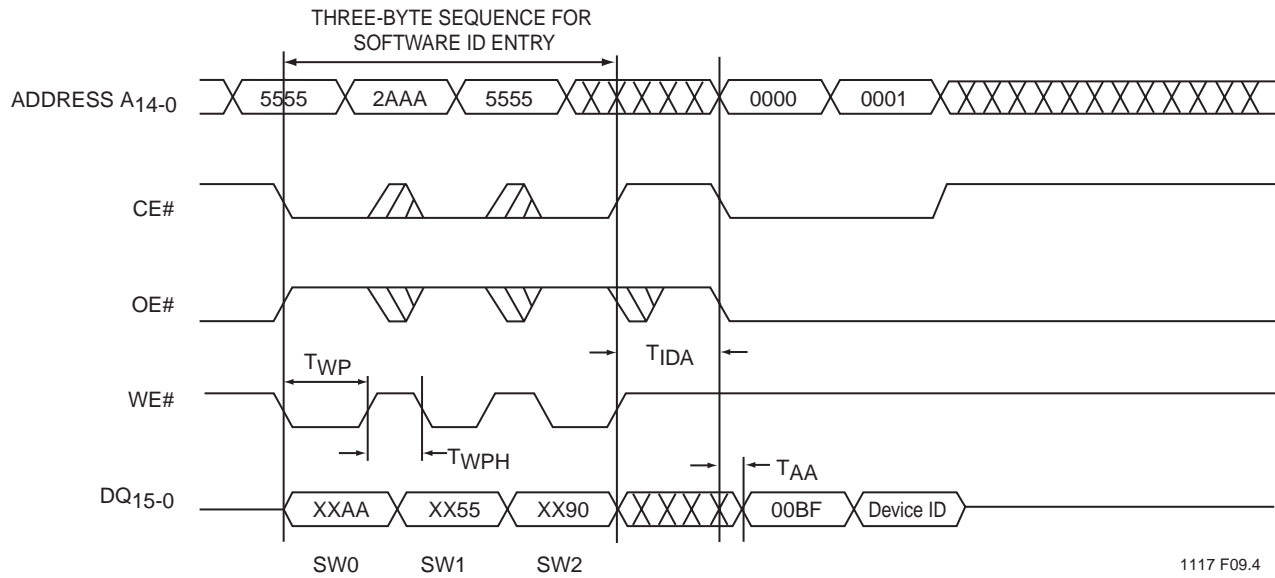 THREE-BYTE SEQUENCE FOR
SOFTWARE ID ENTRY
ADDRESS A14-0
5555 2AAA 5555 0000 0001
CE#
OE#
TIDA
TWP
WE#
TWPH
TAA
DQ15-0
XXAA XX55 XX90 00BF Device ID
SW0 SW1 SW2
1117 F09.4